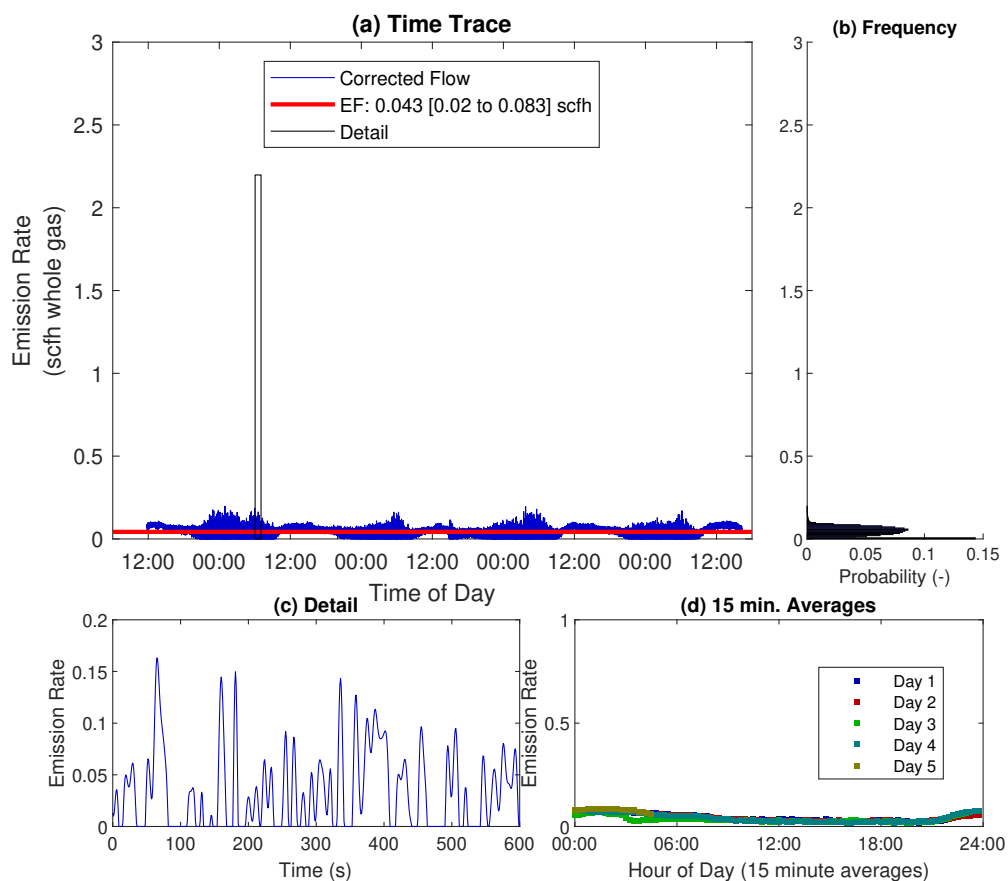 (a) Time Trace
3
2.5
2
1.5
1
0.5
0
Emission Rate
(scfh whole gas)
Corrected Flow
EF: 0.043 [0.02 to 0.083] scfh
Detail
12:00 00:00 12:00 00:00 12:00 00:00 12:00 00:00 12:00
Time of Day
(b) Frequency
3
2.5
2
1.5
1
0.5
0
0 0.05 0.1 0.15
Probability (-)
(c) Detail
0.2
0.15
0.1
0.05
0
Emission Rate
0 100 200 300 400 500 600
Time (s)
(d) 15 min. Averages
1
0.5
0
Emission Rate
Day 1
Day 2
Day 3
Day 4
Day 5
00:00 06:00 12:00 18:00 24:00
Hour of Day (15 minute averages)